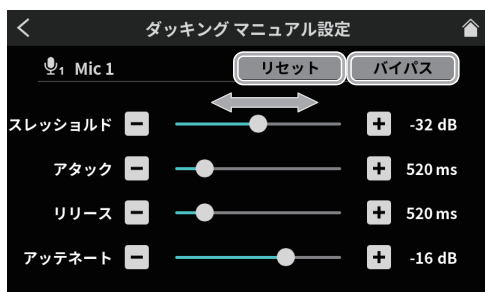 ダッキング マニュアル設定
1 Mic 1 リセット バイパス
スレッショルド -32 dB
アタック 520 ms
リリース 520 ms
アッテネート -16 dB